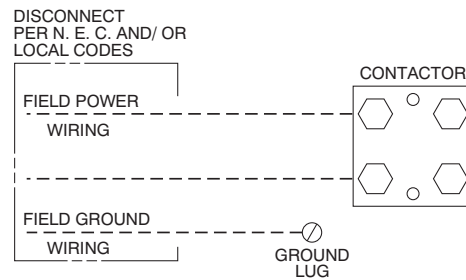 DISCONNECT
PER N. E. C. AND/ OR
LOCAL CODES
CONTACTOR
FIELD POWER
WIRING
FIELD GROUND
WIRING
GROUND
LUG